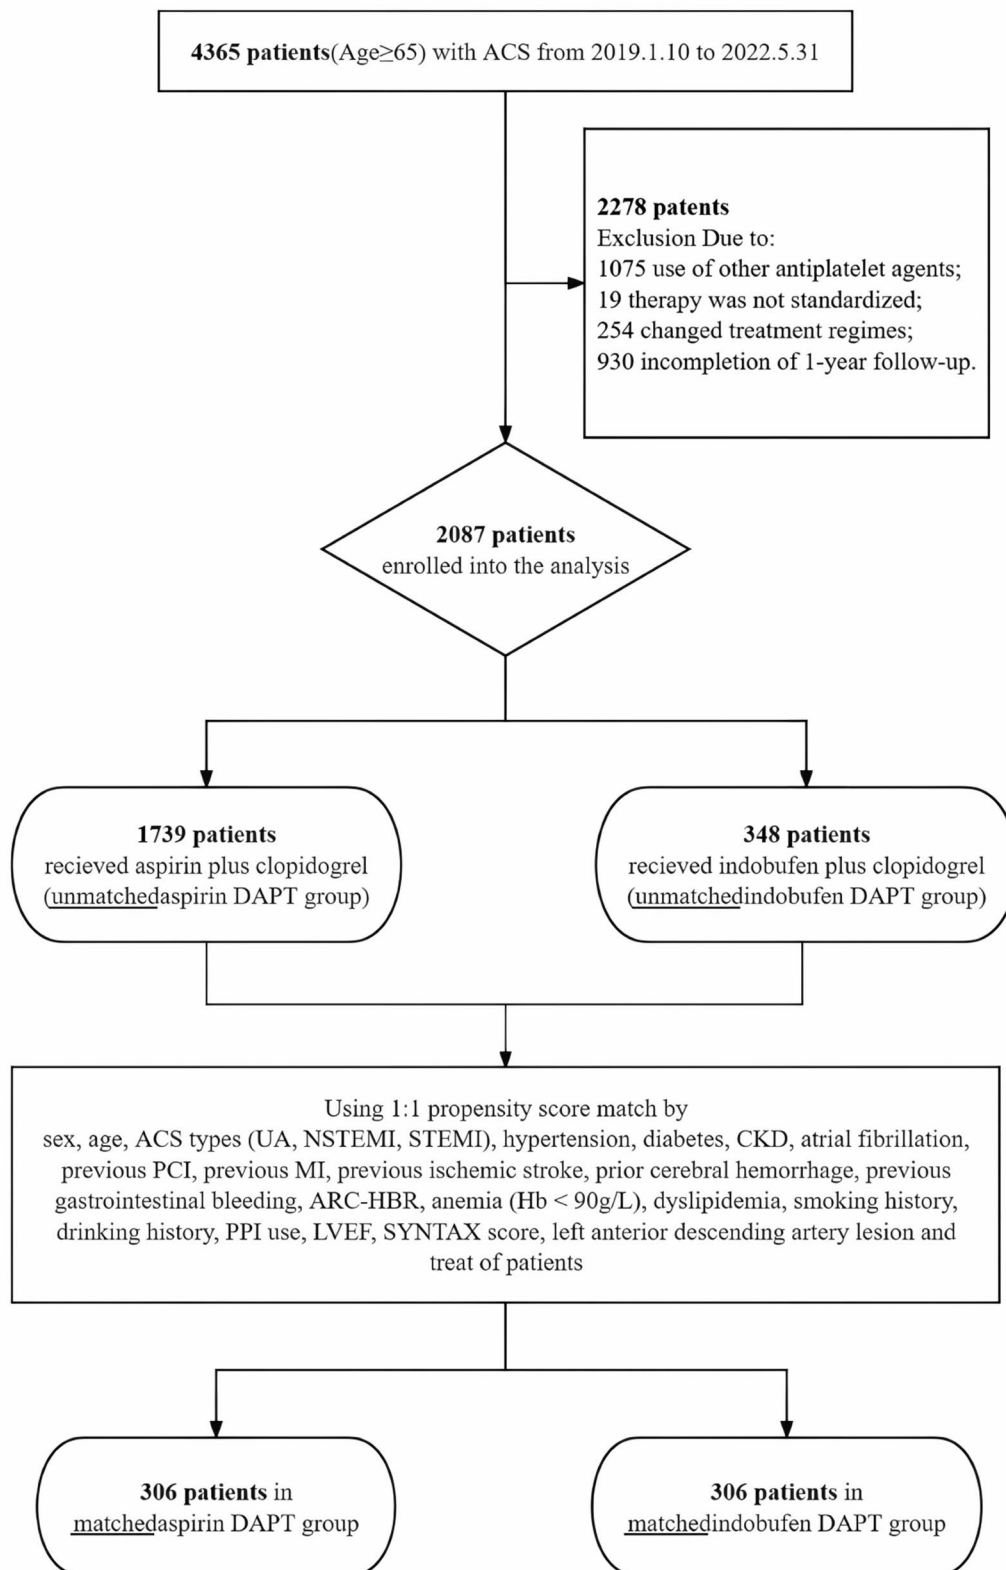 4365 patients(Age≥65) with ACS from 2019.1.10 to 2022.5.31
2278 patents
Exclusion Due to:
1075 use of other antiplatelet agents;
19 therapy was not standardized;
254 changed treatment regimes;
930 incompletion of 1-year follow-up.
2087 patients
enrolled into the analysis
1739 patients
recieved aspirin plus clopidogrel
(unmatchedaspirin DAPT group)
348 patients
recieved indobufen plus clopidogrel
(unmatchedindobufen DAPT group)
Using 1:1 propensity score match by
sex, age, ACS types (UA, NSTEMI, STEMI), hypertension, diabetes, CKD, atrial fibrillation,
previous PCI, previous MI, previous ischemic stroke, prior cerebral hemorrhage, previous
gastrointestinal bleeding, ARC-HBR, anemia (Hb < 90g/L), dyslipidemia, smoking history,
drinking history, PPI use, LVEF, SYNTAX score, left anterior descending artery lesion and
treat of patients
306 patients in
matchedaspirin DAPT group
306 patients in
matchedindobufen DAPT group